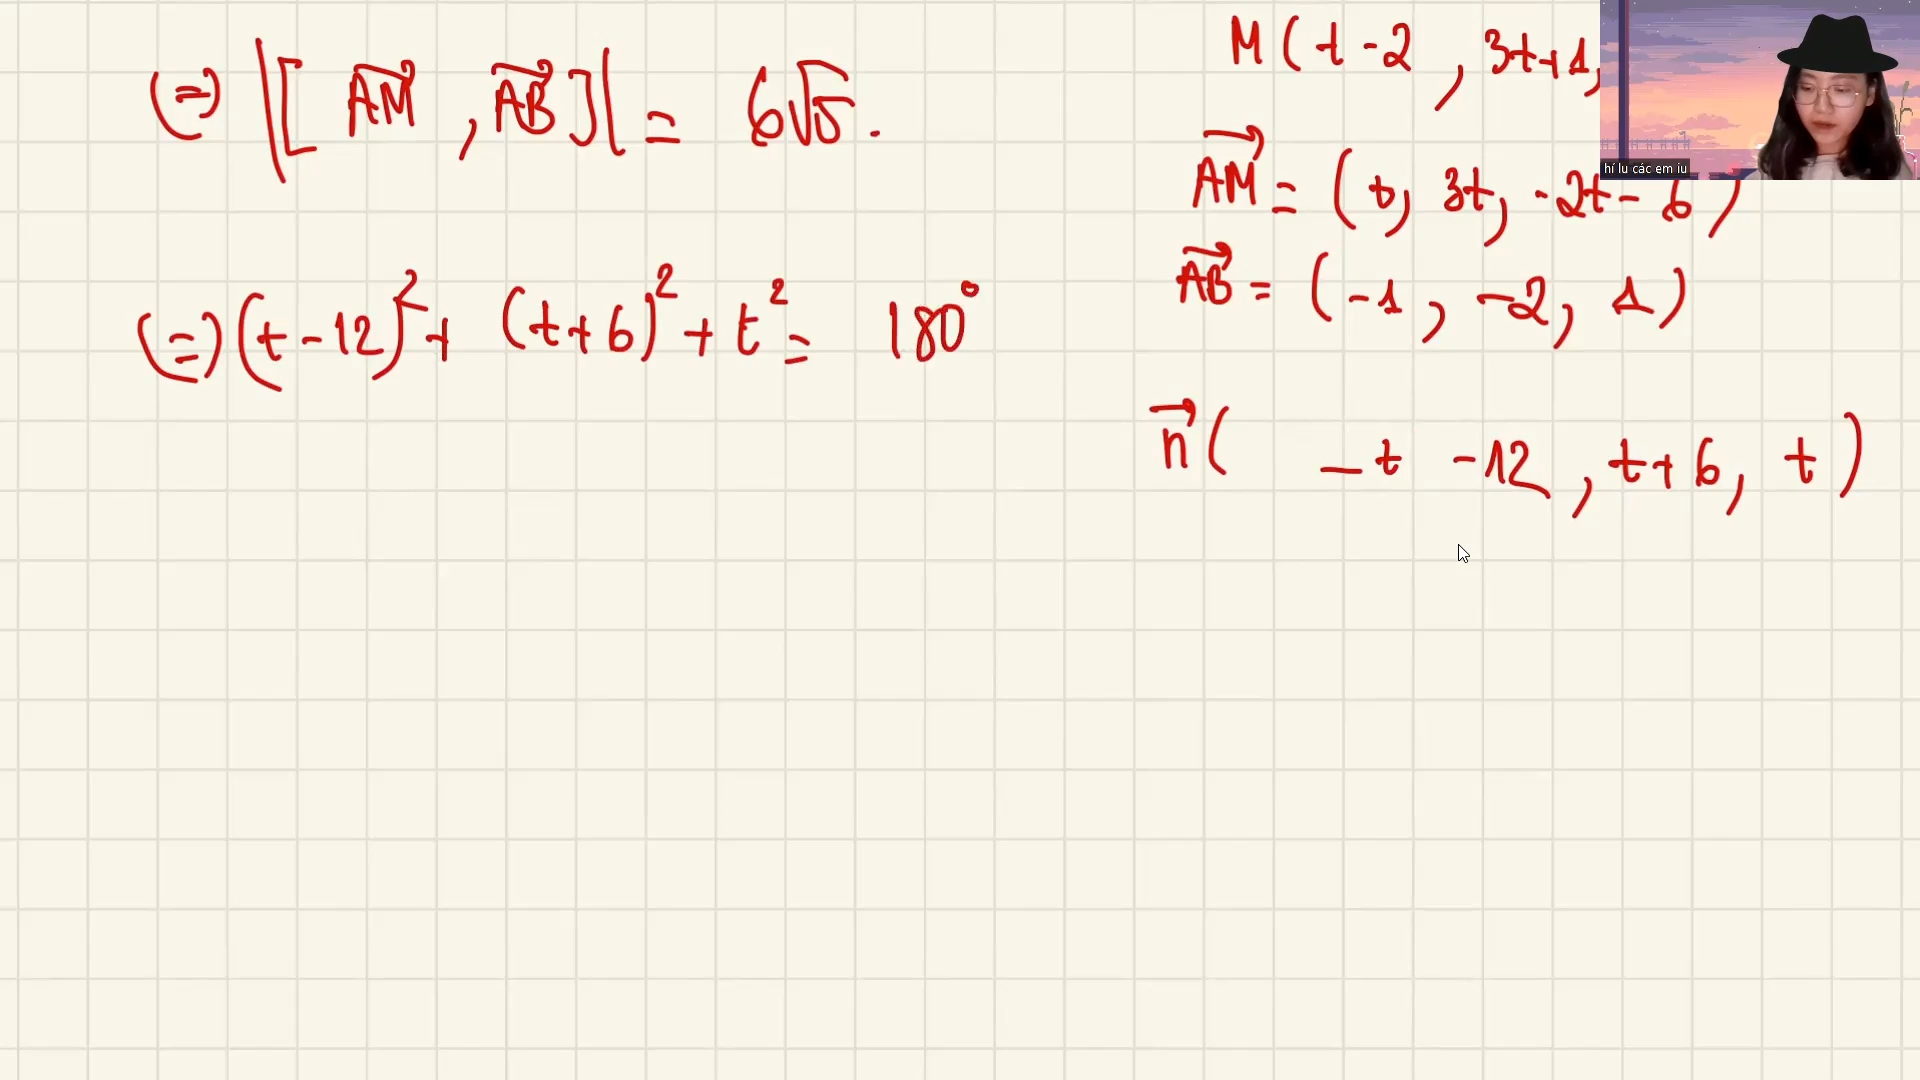 (=) |[ AM→ , AB→ ]| = 6√5.
(=) (t-12)² + (t+6)² + t² = 180°
M ( t-2 , 3t+1,
AM→ = ( t, 3t, -2t-6 )
AB→ = ( -1 , -2, 1 )
n→ ( -t -12 , t+6, t )
hí lu các em iu